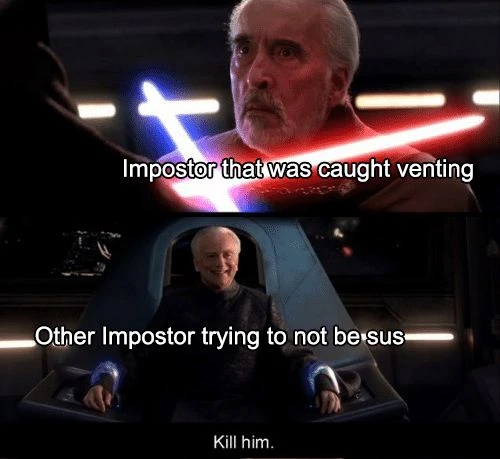 Impostor that was caught venting
Other Impostor trying to not be sus
Kill him.